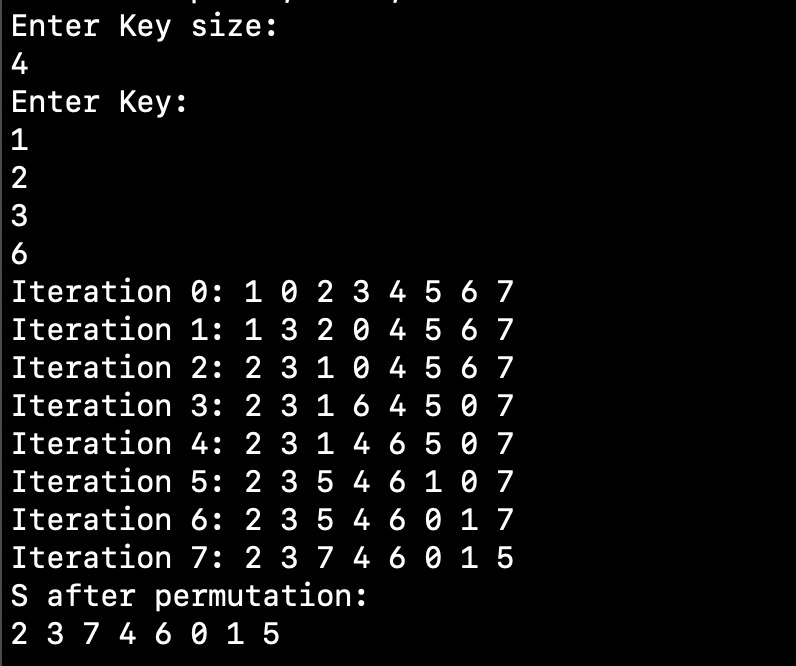 Enter Key size:
4
Enter Key:
1
2
3
6
Iteration 0: 1 0 2 3 4 5 6 7
Iteration 1: 1 3 2 0 4 5 6 7
Iteration 2: 2 3 1 0 4 5 6 7
Iteration 3: 2 3 1 6 4 5 0 7
Iteration 4: 2 3 1 4 6 5 0 7
Iteration 5: 2 3 5 4 6 1 0 7
Iteration 6: 2 3 5 4 6 0 1 7
Iteration 7: 2 3 7 4 6 0 1 5
S after permutation:
2 3 7 4 6 0 1 5